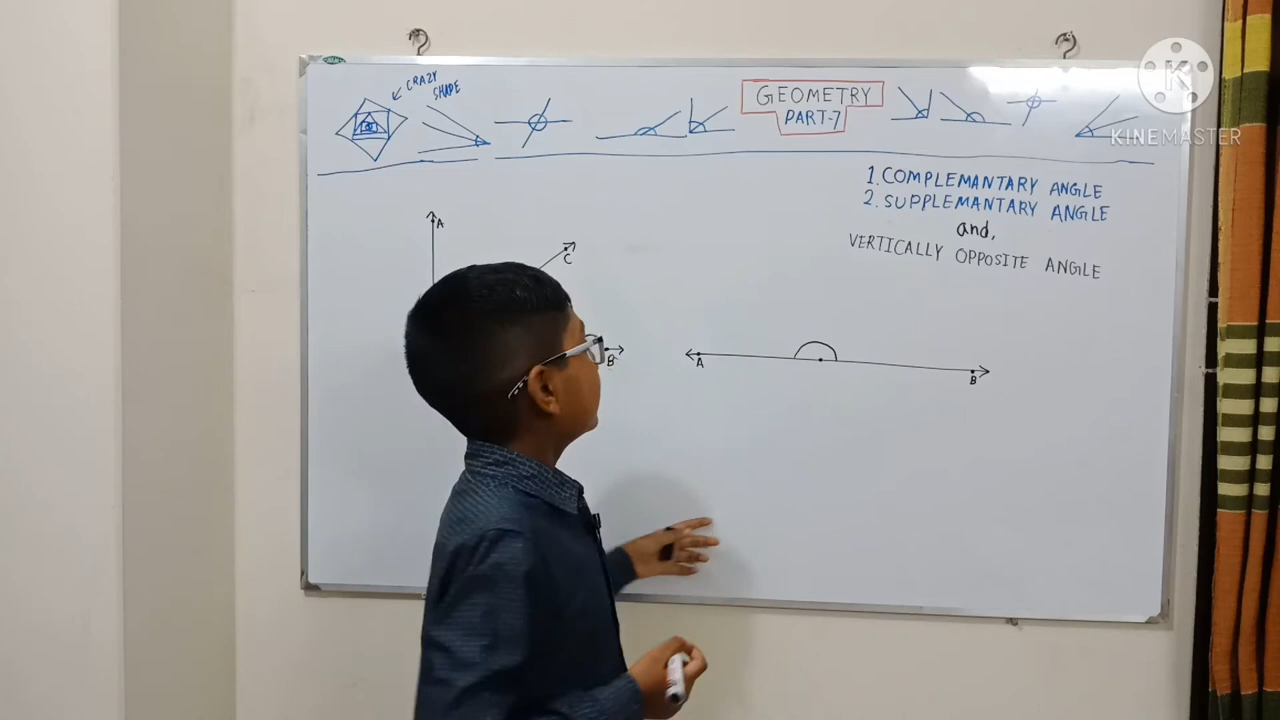 CRAZY
SHAPE
GEOMETRY
PART-7
KINEMASTER
1. COMPLEMANTARY ANGLE
2. SUPPLEMANTARY ANGLE
and,
VERTICALLY OPPOSITE ANGLE
A
C
B
A
B